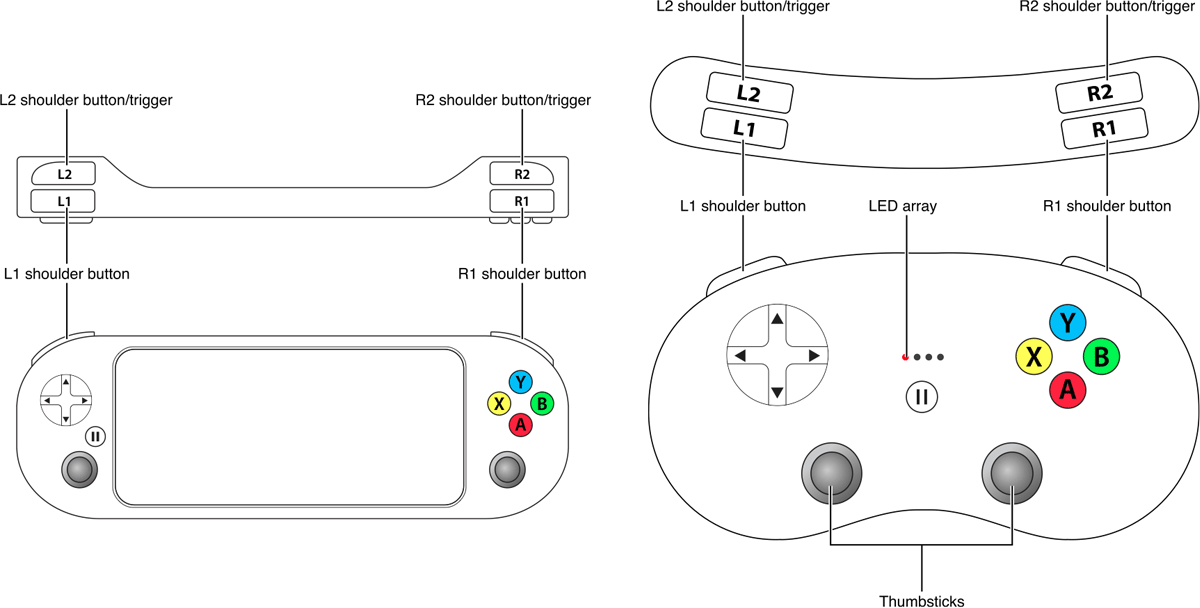 L2 shoulder button/trigger
R2 shoulder button/trigger
L2
R2
L1
R1
L1 shoulder button
R1 shoulder button
Y
X
B
A
L2 shoulder button/trigger
R2 shoulder button/trigger
L2
R2
L1
R1
L1 shoulder button
LED array
R1 shoulder button
Y
X
B
A
Thumbsticks